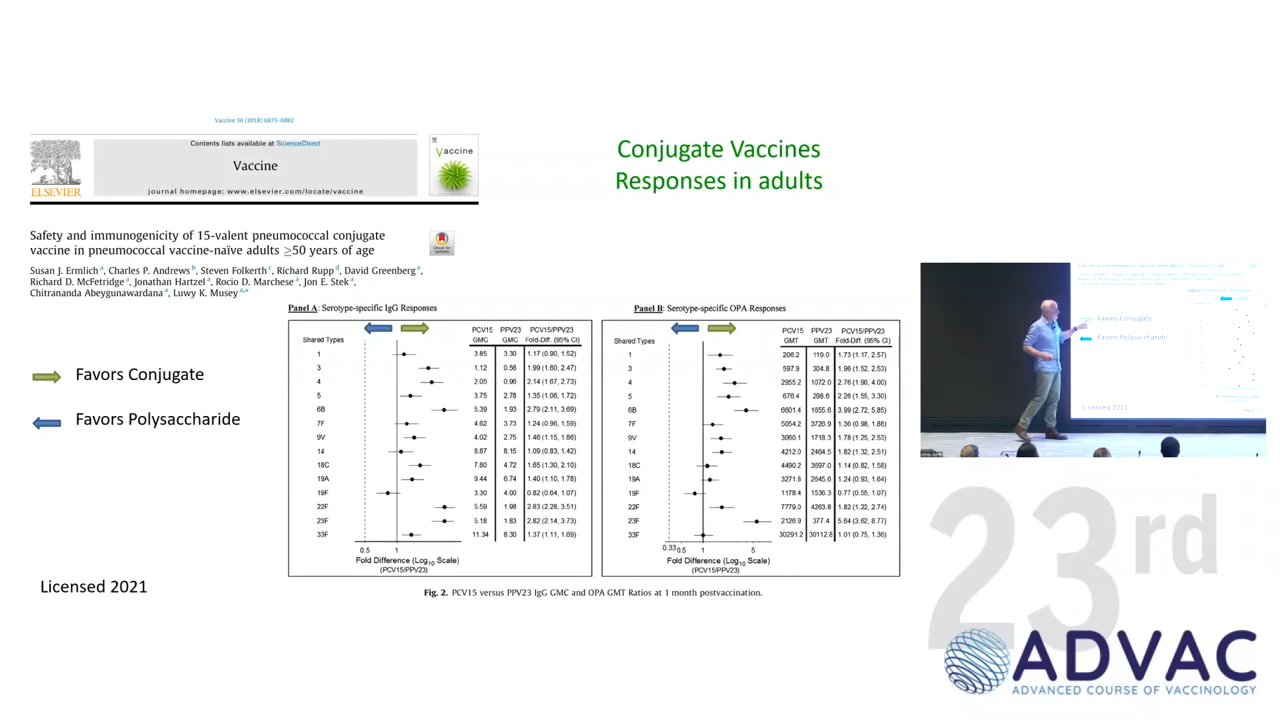 Vaccine 36 (2018) 6875–6882
Contents lists available at ScienceDirect
Vaccine
journal homepage: www.elsevier.com/locate/vaccine
ELSEVIER
Vaccine
Conjugate Vaccines
Responses in adults
Safety and immunogenicity of 15-valent pneumococcal conjugate
vaccine in pneumococcal vaccine-naïve adults ≥50 years of age
Check for
updates
Susan J. Ermlich a, Charles P. Andrews b, Steven Folkerth c, Richard Rupp d, David Greenberg e,
Richard D. McFetridge a, Jonathan Hartzel a, Rocio D. Marchese a, Jon E. Stek a,
Chitrananda Abeygunawardana a, Luwy K. Musey a,*
Favors Conjugate
Favors Polysaccharide
Licensed 2021
Panel A: Serotype-specific IgG Responses
Shared Types PCV15 GMC PPV23 GMC PCV15/PPV23 Fold-Diff. (95% CI)
1 3.85 3.30 1.17 (0.90, 1.52)
3 1.12 0.56 1.99 (1.60, 2.47)
4 2.05 0.96 2.14 (1.67, 2.73)
5 3.75 2.78 1.35 (1.06, 1.72)
6B 5.39 1.93 2.79 (2.11, 3.69)
7F 4.62 3.73 1.24 (0.96, 1.59)
9V 4.02 2.75 1.46 (1.15, 1.86)
14 8.87 8.15 1.09 (0.83, 1.42)
18C 7.80 4.72 1.65 (1.30, 2.10)
19A 9.44 6.74 1.40 (1.10, 1.78)
19F 3.30 4.00 0.82 (0.64, 1.07)
22F 5.59 1.98 2.83 (2.28, 3.51)
23F 5.18 1.83 2.82 (2.14, 3.73)
33F 11.34 8.30 1.37 (1.11, 1.69)
0.5 1
Fold Difference (Log10 Scale)
(PCV15/PPV23)
Panel B: Serotype-specific OPA Responses
Shared Types PCV15 GMT PPV23 GMT PCV15/PPV23 Fold-Diff. (95% CI)
1 206.2 119.0 1.73 (1.17, 2.57)
3 597.9 304.8 1.96 (1.52, 2.53)
4 2955.2 1072.0 2.76 (1.90, 4.00)
5 676.4 298.6 2.26 (1.55, 3.30)
6B 6601.4 1655.6 3.99 (2.72, 5.85)
7F 5054.2 3726.9 1.36 (0.98, 1.88)
9V 3060.1 1718.3 1.78 (1.25, 2.53)
14 4212.0 2464.5 1.82 (1.32, 2.51)
18C 4490.2 3697.0 1.14 (0.82, 1.58)
19A 3271.8 2645.6 1.24 (0.93, 1.64)
19F 1178.4 1536.3 0.77 (0.55, 1.07)
22F 7779.0 4263.8 1.82 (1.22, 2.74)
23F 2126.9 377.4 5.64 (3.62, 8.77)
33F 30291.2 30112.8 1.01 (0.75, 1.36)
0.33 0.5 1 5
Fold Difference (Log10 Scale)
(PCV15/PPV23)
Fig. 2. PCV15 versus PPV23 IgG GMC and OPA GMT Ratios at 1 month postvaccination.
Favors Conjugate
Favors Polysaccharide
Licensed 2021
23rd
ADVAC
ADVANCED COURSE OF VACCINOLOGY